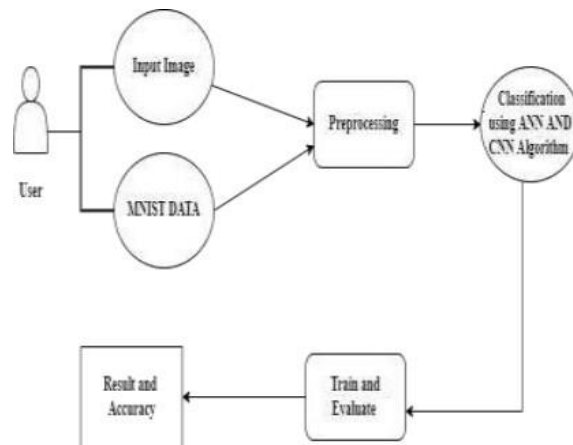 Input Image
User
MNIST DATA
Preprocessing
Classification
using ANN AND
CNN Algorithm
Train and
Evaluate
Result and
Accuracy